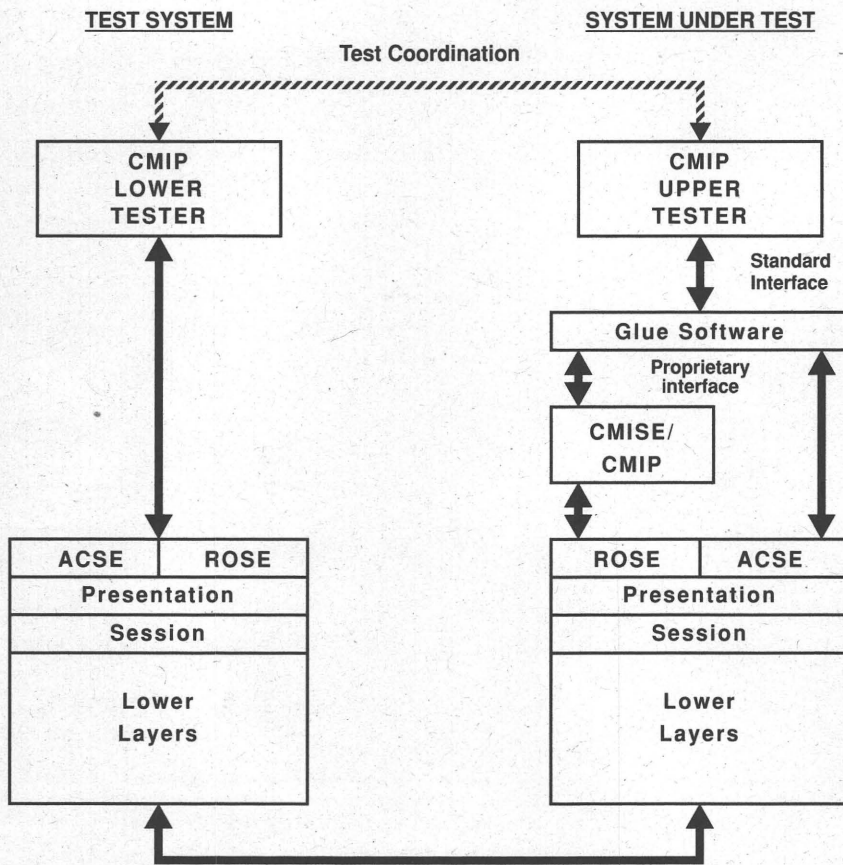 TEST SYSTEM
SYSTEM UNDER TEST
Test Coordination
CMIP
LOWER
TESTER
CMIP
UPPER
TESTER
Standard
Interface
Glue Software
Proprietary
interface
CMISE/
CMIP
ACSE
ROSE
Presentation
Session
Lower
Layers
ROSE
ACSE
Presentation
Session
Lower
Layers